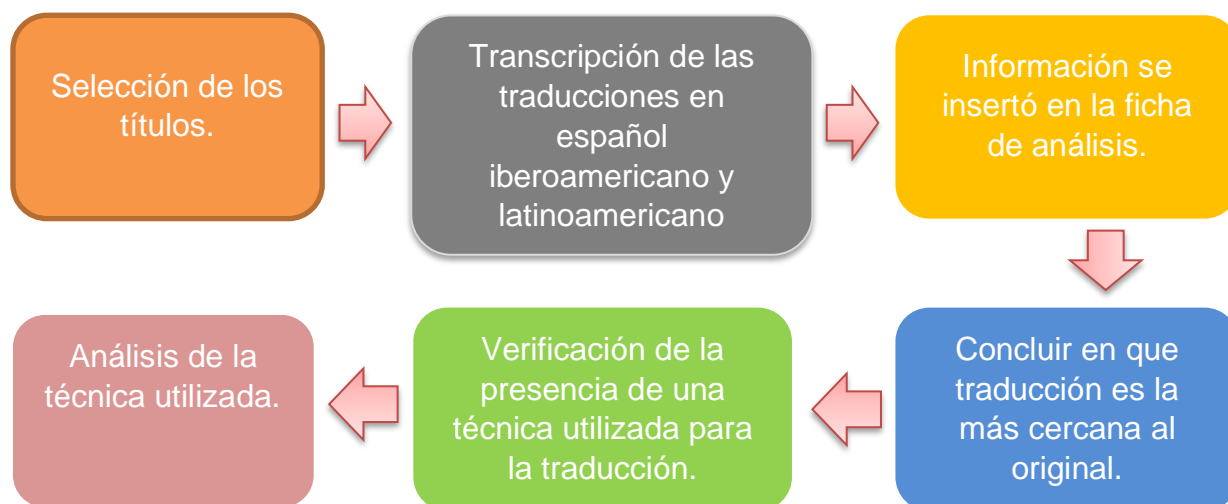 Selección de los
títulos.
Transcripción de las
traducciones en
español
iberoamericano y
latinoamericano
Información se
insertó en la ficha
de análisis.
Concluir en que
traducción es la
más cercana al
original.
Verificación de la
presencia de una
técnica utilizada para
la traducción.
Análisis de la
técnica utilizada.